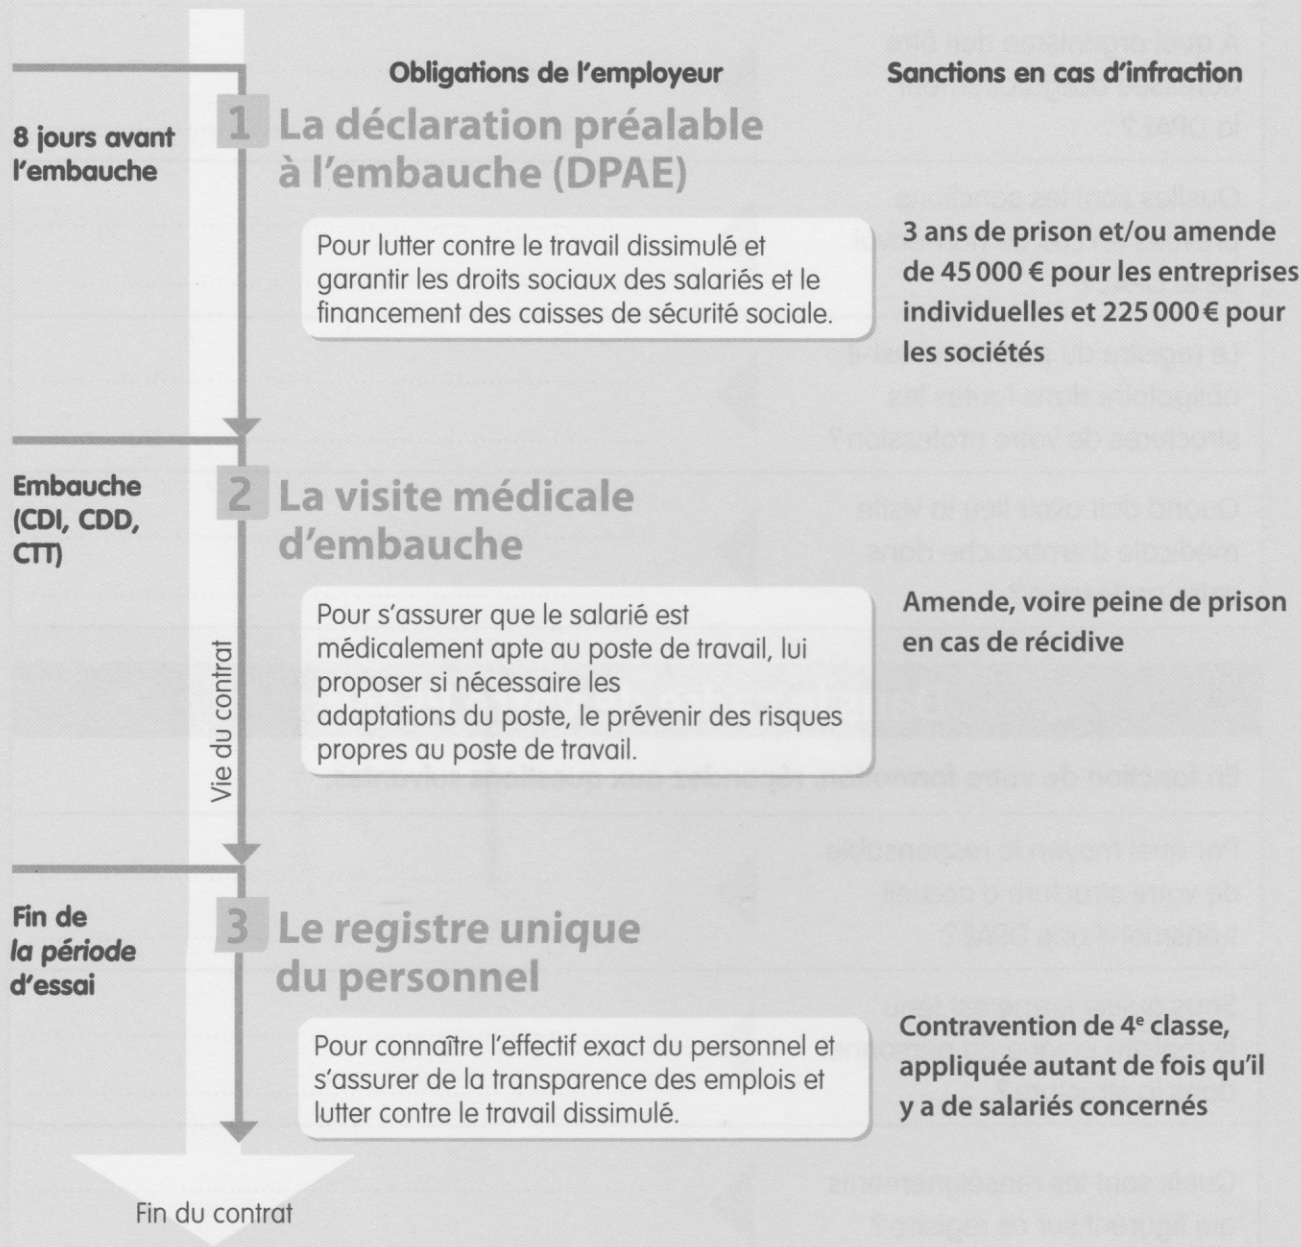 Obligations de l'employeur
Sanctions en cas d'infraction
8 jours avant
l'embauche
1 La déclaration préalable
à l'embauche (DPAE)
Pour lutter contre le travail dissimulé et
garantir les droits sociaux des salariés et le
financement des caisses de sécurité sociale.
3 ans de prison et/ou amende
de 45 000 € pour les entreprises
individuelles et 225 000 € pour
les sociétés
Embauche
(CDI, CDD,
CTT)
2 La visite médicale
d'embauche
Pour s'assurer que le salarié est
médicalement apte au poste de travail, lui
proposer si nécessaire les
adaptations du poste, le prévenir des risques
propres au poste de travail.
Amende, voire peine de prison
en cas de récidive
Vie du contrat
Fin de
la période
d'essai
3 Le registre unique
du personnel
Pour connaître l'effectif exact du personnel et
s'assurer de la transparence des emplois et
lutter contre le travail dissimulé.
Contravention de 4e classe,
appliquée autant de fois qu'il
y a de salariés concernés
Fin du contrat